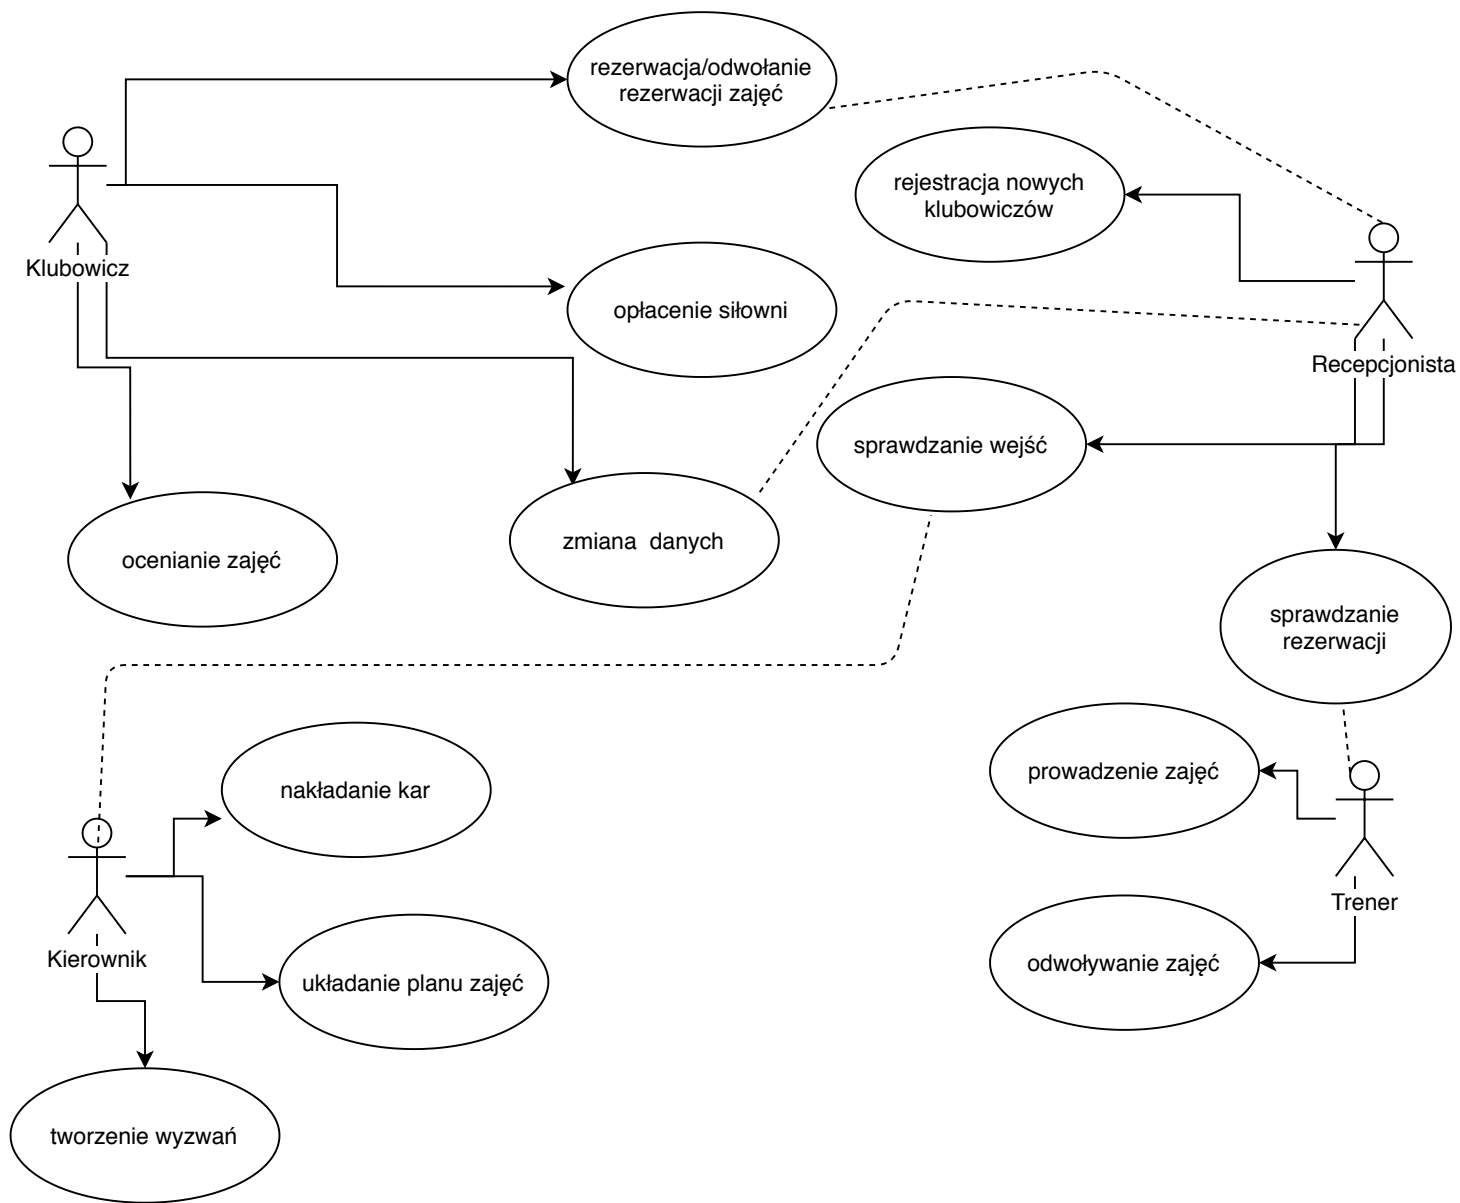 rezerwacja/odwołanie
rezerwacji zajęć
rejestracja nowych
klubowiczów
Klubowicz
opłacenie siłowni
Recepcjonista
sprawdzanie wejść
zmiana  danych
ocenianie zajęć
sprawdzanie
rezerwacji
prowadzenie zajęć
nakładanie kar
Trener
Kierownik
odwoływanie zajęć
układanie planu zajęć
tworzenie wyzwań